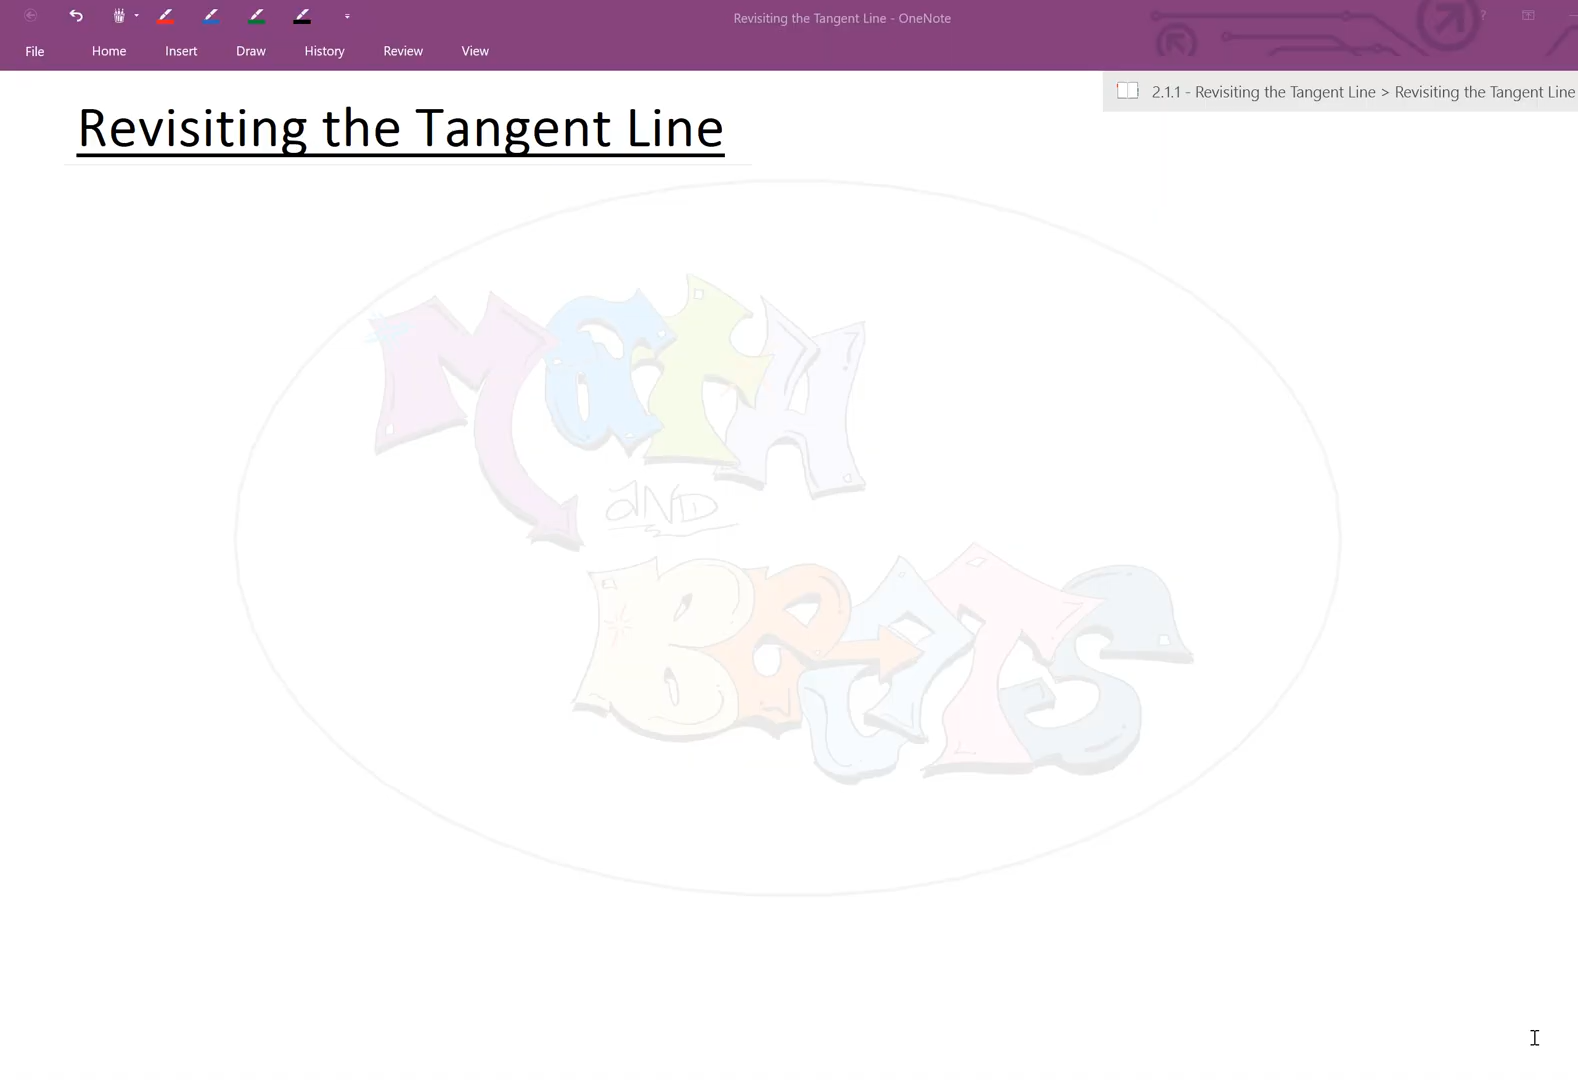 Revisiting the Tangent Line - OneNote
?
File Home Insert Draw History Review View
2.1.1 - Revisiting the Tangent Line > Revisiting the Tangent Line
Revisiting the Tangent Line
MaTH
aND
BRATS